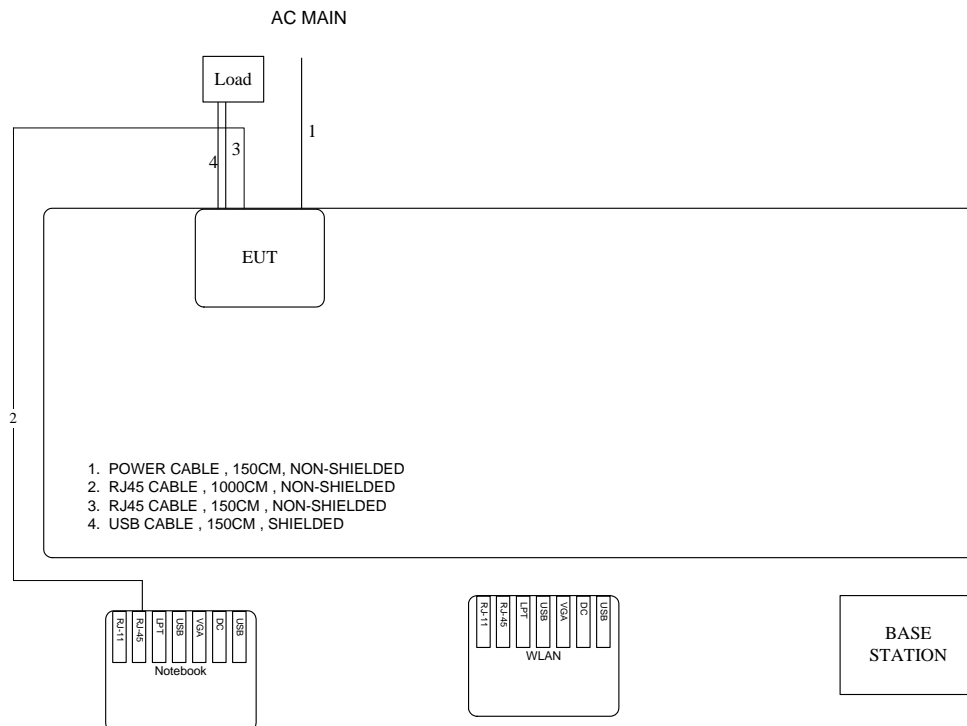 AC MAIN
Load
1
3
4
EUT
2
1. POWER CABLE , 150CM, NON-SHIELDED
2. RJ45 CABLE , 1000CM , NON-SHIELDED
3. RJ45 CABLE , 150CM , NON-SHIELDED
4. USB CABLE , 150CM , SHIELDED
RJ-11
RJ-45
LPT
USB
VGA
DC
USB
Notebook
RJ-11
RJ-45
LPT
USB
VGA
DC
USB
WLAN
BASE
STATION